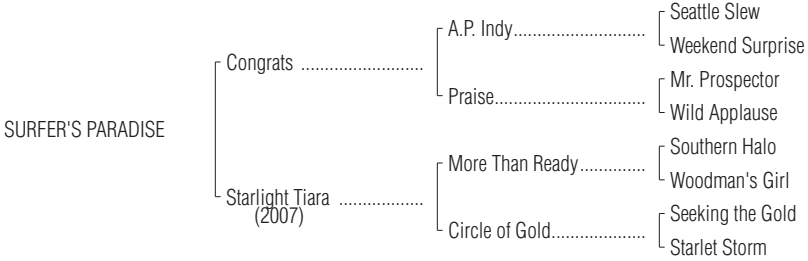 Seattle Slew
A.P. Indy..............................
Weekend Surprise
Congrats ...........................
Mr. Prospector
Praise..................................
Wild Applause
SURFER'S PARADISE
Southern Halo
More Than Ready...............
Woodman's Girl
Starlight Tiara ...................
(2007)
Seeking the Gold
Circle of Gold.....................
Starlet Storm